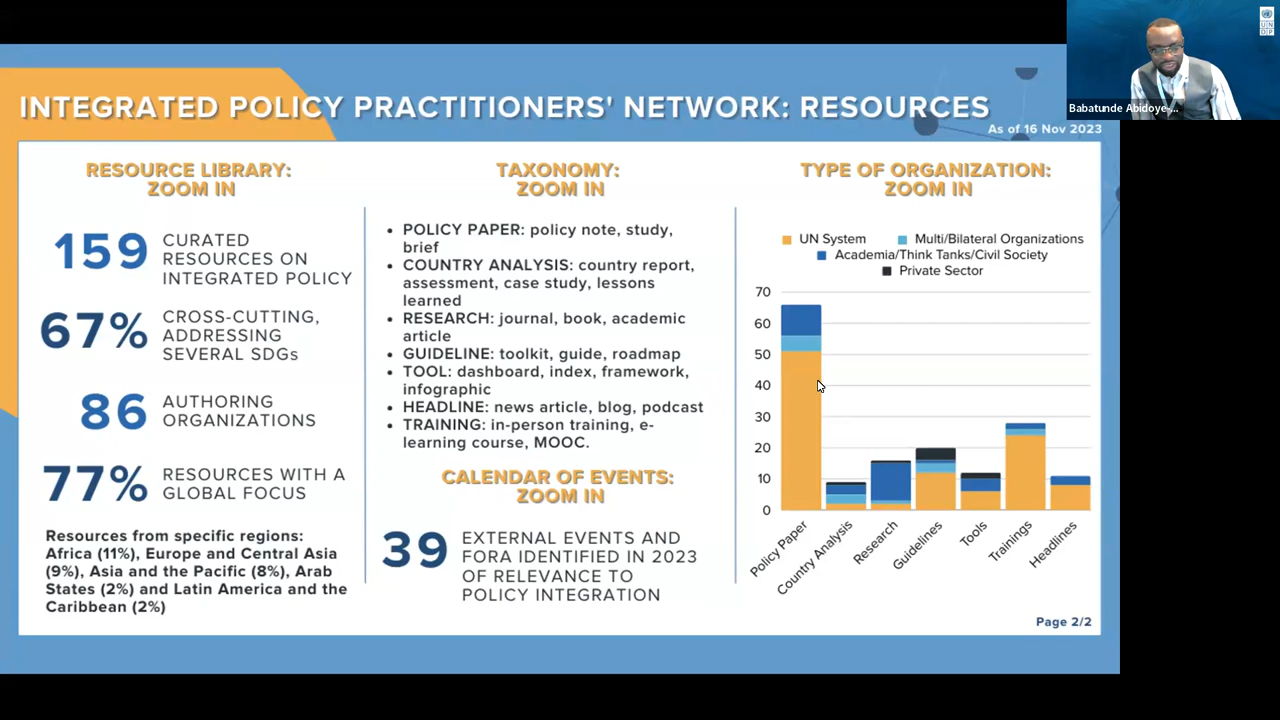 UN
DP
Babatunde Abidoye-...
INTEGRATED POLICY PRACTITIONERS' NETWORK: RESOURCES
As of 16 Nov 2023
RESOURCE LIBRARY:
ZOOM IN
159
CURATED
RESOURCES ON
INTEGRATED POLICY
67%
CROSS-CUTTING,
ADDRESSING
SEVERAL SDGs
86
AUTHORING
ORGANIZATIONS
77%
RESOURCES WITH A
GLOBAL FOCUS
Resources from specific regions:
Africa (11%), Europe and Central Asia
(9%), Asia and the Pacific (8%), Arab
States (2%) and Latin America and the
Caribbean (2%)
TAXONOMY:
ZOOM IN
• POLICY PAPER: policy note, study,
brief
• COUNTRY ANALYSIS: country report,
assessment, case study, lessons
learned
• RESEARCH: journal, book, academic
article
• GUIDELINE: toolkit, guide, roadmap
• TOOL: dashboard, index, framework,
infographic
• HEADLINE: news article, blog, podcast
• TRAINING: in-person training, e-
learning course, MOOC.
CALENDAR OF EVENTS:
ZOOM IN
39
EXTERNAL EVENTS AND
FORA IDENTIFIED IN 2023
OF RELEVANCE TO
POLICY INTEGRATION
TYPE OF ORGANIZATION:
ZOOM IN
UN System
Multi/Bilateral Organizations
Academia/Think Tanks/Civil Society
Private Sector
70
60
50
40
30
20
10
0
Policy Paper
Country Analysis
Research
Guidelines
Tools
Trainings
Headlines
Page 2/2